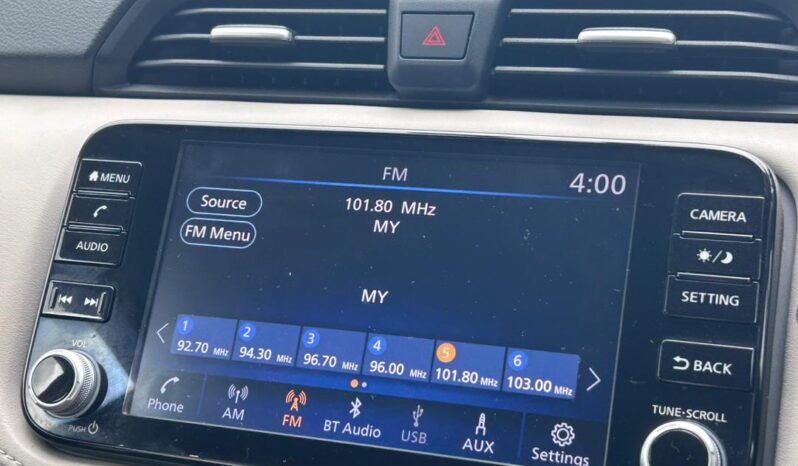 FM
4:00
MENU
AUDIO
VOL
PUSH
Source
FM Menu
101.80 MHz
MY
MY
1
92.70 MHz
2
94.30 MHz
3
96.70 MHz
4
96.00 MHz
5
101.80 MHz
6
103.00 MHz
Phone
AM
FM
BT Audio
USB
AUX
Settings
CAMERA
SETTING
BACK
TUNE·SCROLL